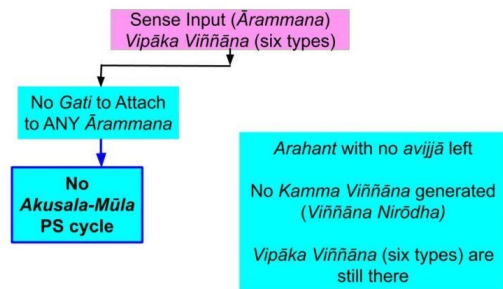 Sense Input (Ārammana)
Vipāka Viññāna (six types)
No Gati to Attach
to ANY Ārammana
No
Akusala-Mūla
PS cycle
Arahant with no avijjā left
No Kamma Viññāna generated
(Viññāna Nirōdha)
Vipāka Viññāna (six types) are
still there